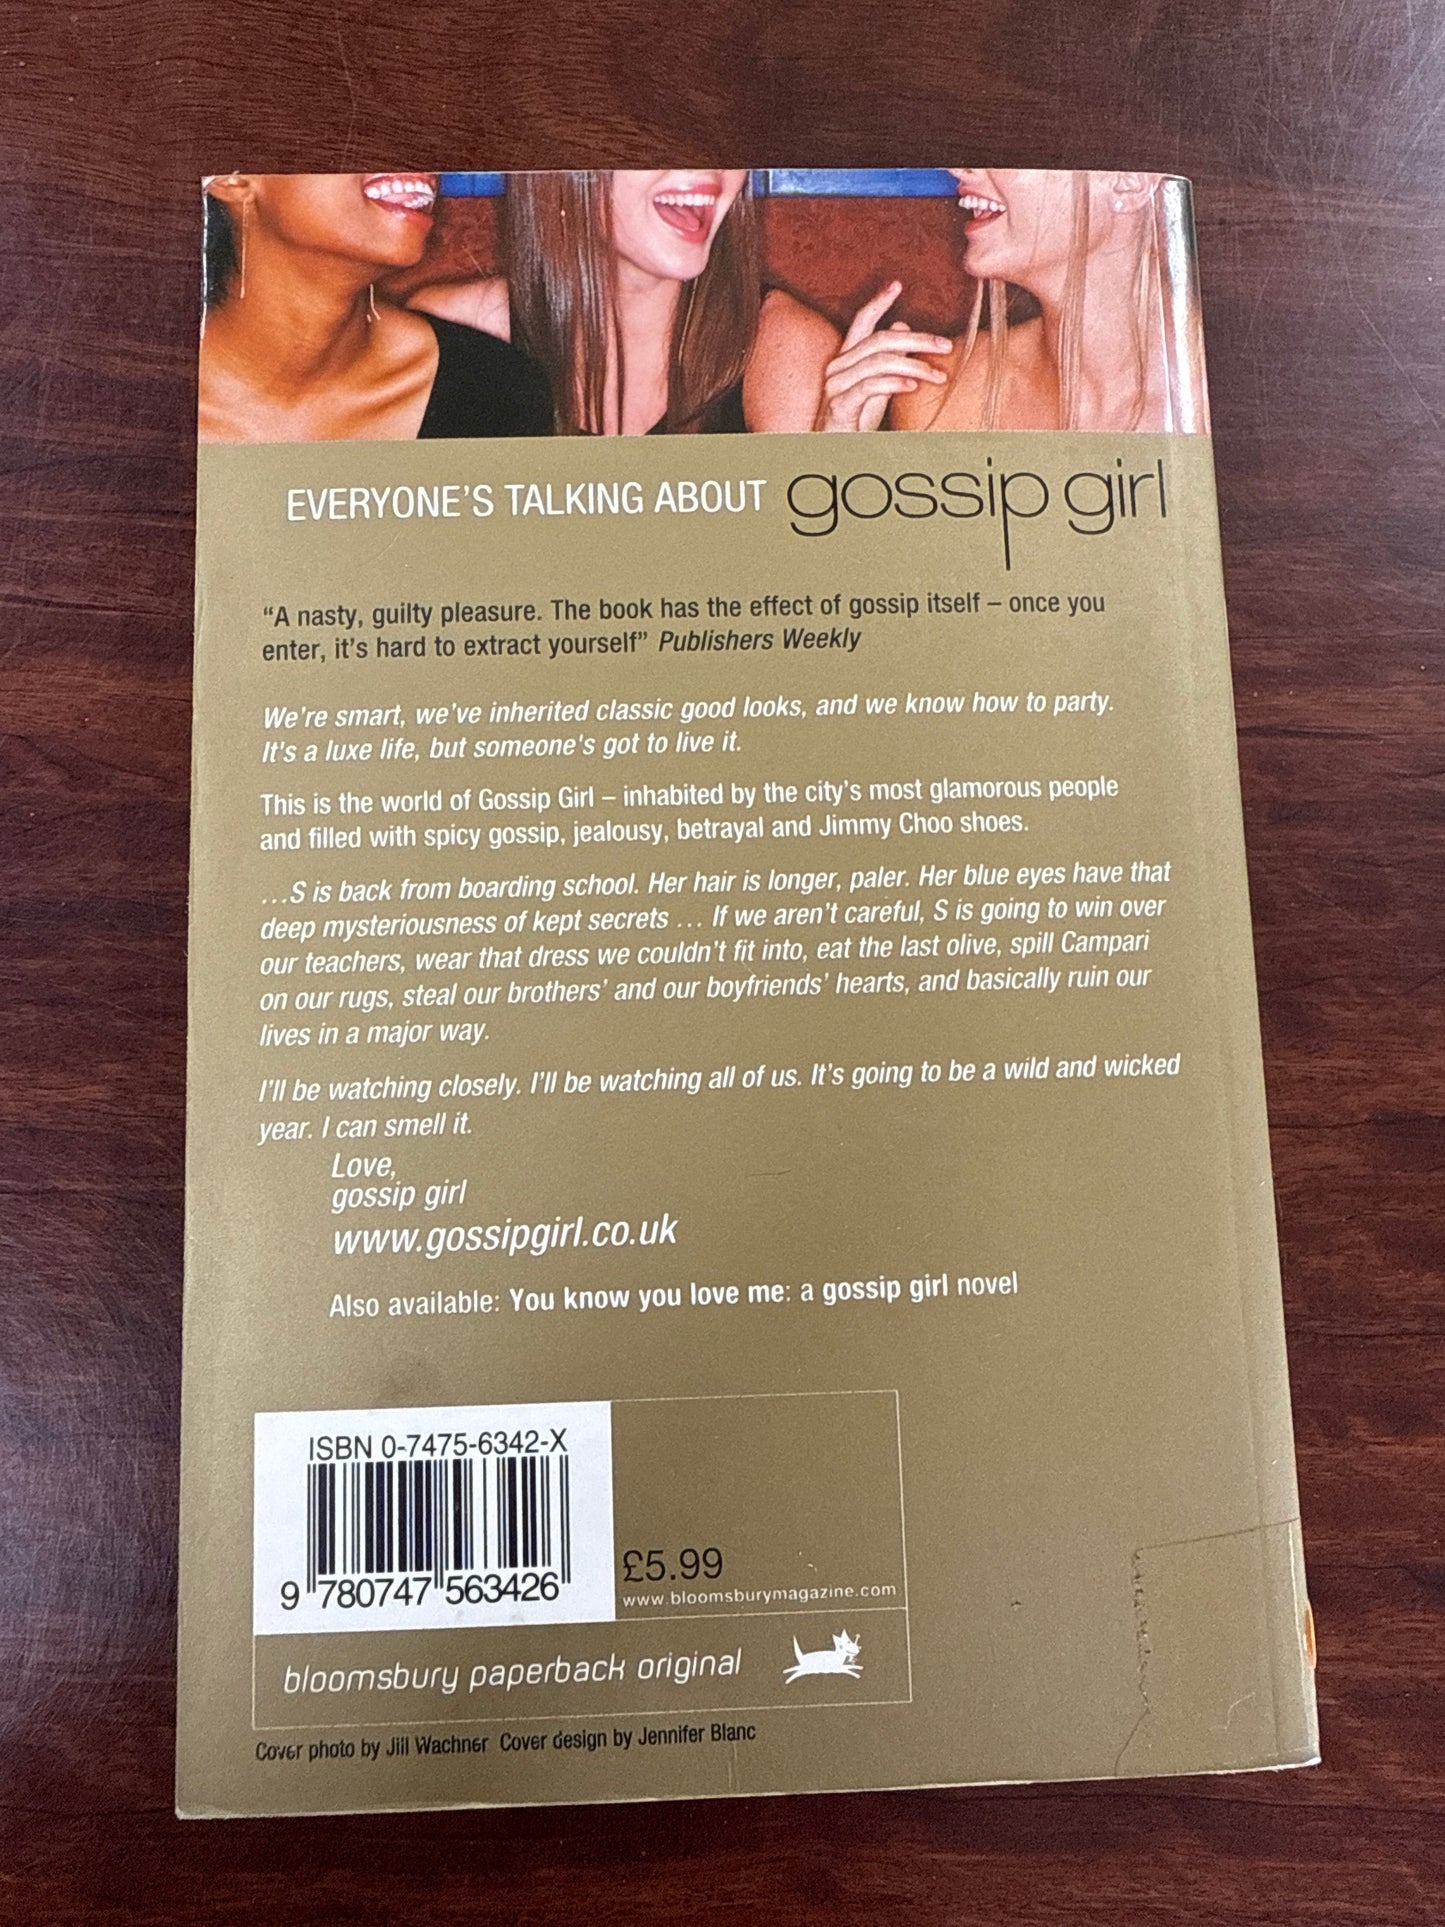 EVERYONE'S TALKING ABOUT gossip girl
“A nasty, guilty pleasure. The book has the effect of gossip itself – once you
enter, it's hard to extract yourself” Publishers Weekly
We're smart, we've inherited classic good looks, and we know how to party.
It's a luxe life, but someone's got to live it.
This is the world of Gossip Girl – inhabited by the city's most glamorous people
and filled with spicy gossip, jealousy, betrayal and Jimmy Choo shoes.
…S is back from boarding school. Her hair is longer, paler. Her blue eyes have that
deep mysteriousness of kept secrets … If we aren't careful, S is going to win over
our teachers, wear that dress we couldn't fit into, eat the last olive, spill Campari
on our rugs, steal our brothers' and our boyfriends' hearts, and basically ruin our
lives in a major way.
I'll be watching closely. I'll be watching all of us. It's going to be a wild and wicked
year. I can smell it.
Love,
gossip girl
www.gossipgirl.co.uk
Also available: You know you love me: a gossip girl novel
ISBN 0-7475-6342-X
9 780747 563426
£5.99
www.bloomsburymagazine.com
bloomsbury paperback original
Cover photo by Jill Wachner Cover design by Jennifer Blanc